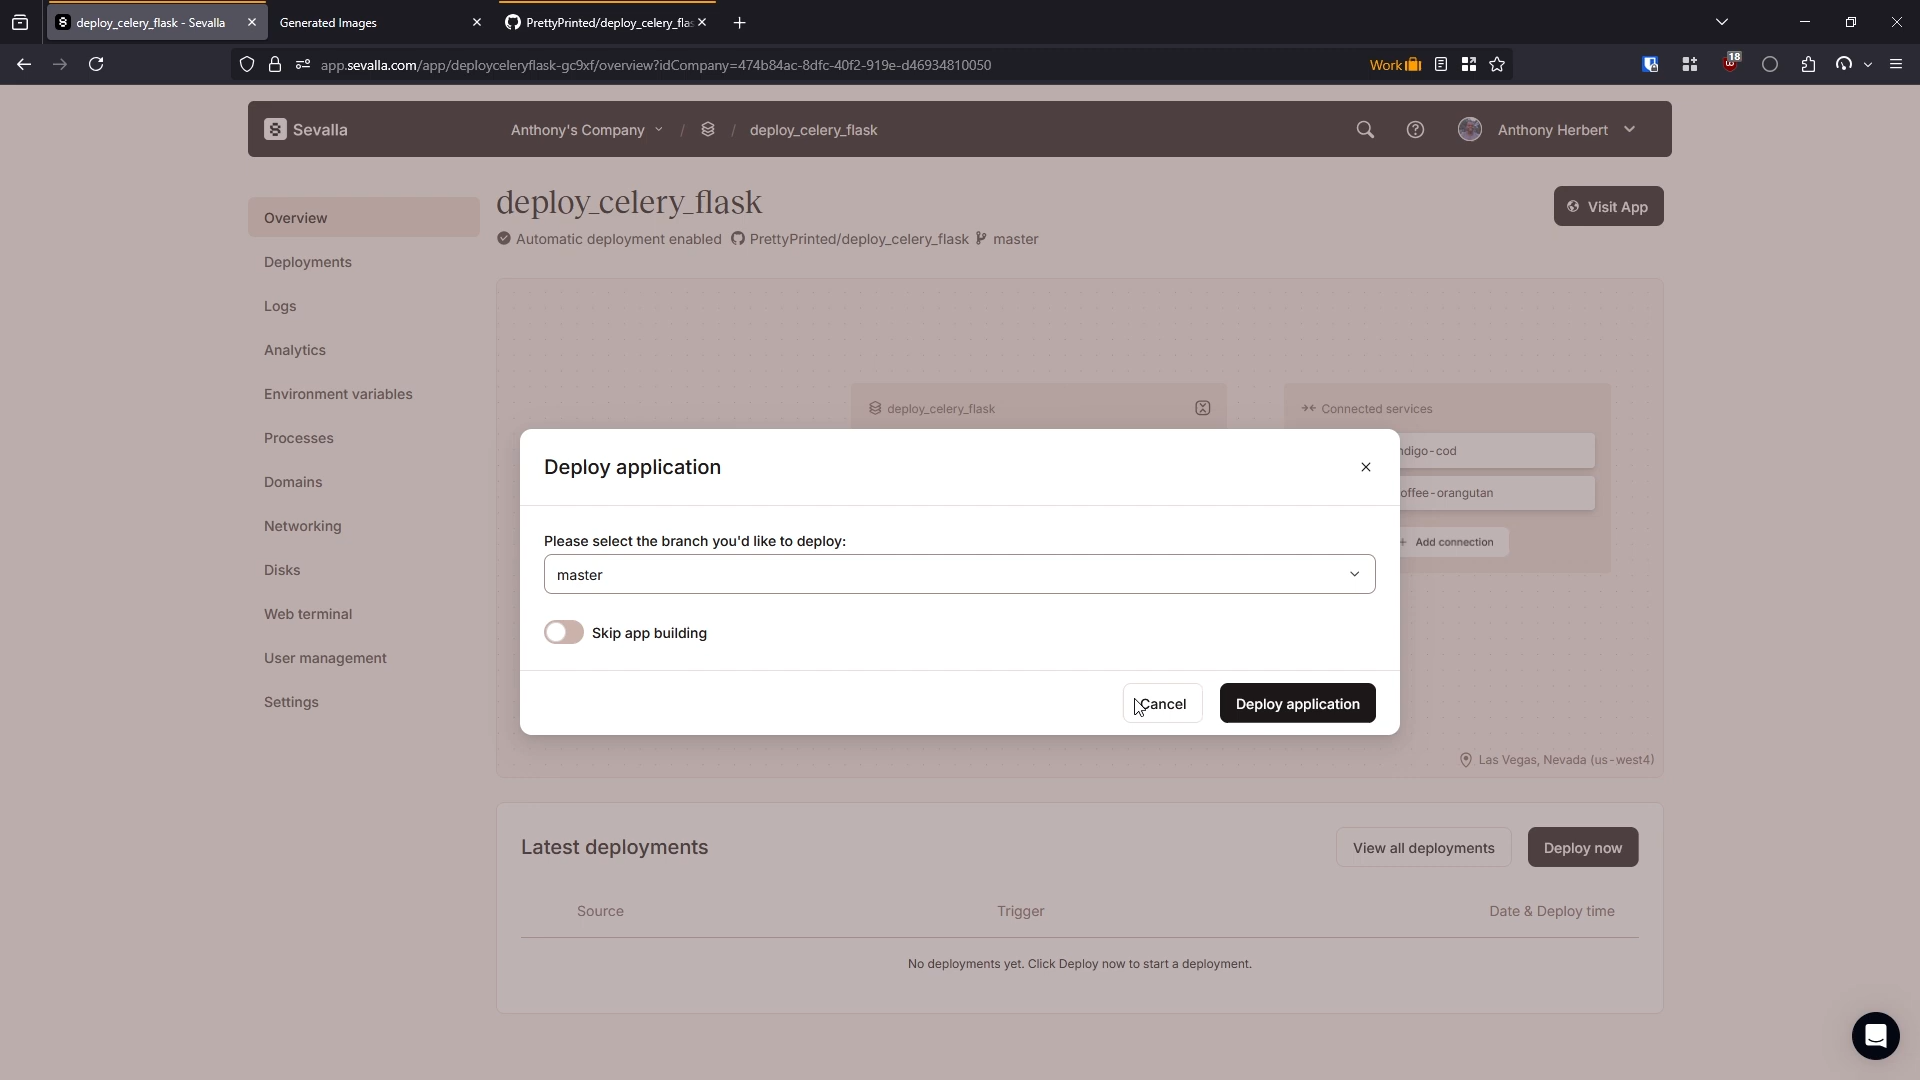 deploy_celery_flask - Sevalla
Generated Images
PrettyPrinted/deploy_celery_flas
app.sevalla.com/app/deployceleryflask-gc9xf/overview?idCompany=474b84ac-8dfc-40f2-919e-d46934810050
Work
18
Sevalla
Anthony's Company / / deploy_celery_flask
Anthony Herbert
Overview
Deployments
Logs
Analytics
Environment variables
Processes
Domains
Networking
Disks
Web terminal
User management
Settings
deploy_celery_flask
Visit App
Automatic deployment enabled PrettyPrinted/deploy_celery_flask master
deploy_celery_flask
Connected services
ndigo-cod
offee-orangutan
+ Add connection
Deploy application
Please select the branch you'd like to deploy:
master
Skip app building
Cancel
Deploy application
Las Vegas, Nevada (us-west4)
Latest deployments
View all deployments
Deploy now
Source
Trigger
Date & Deploy time
No deployments yet. Click Deploy now to start a deployment.